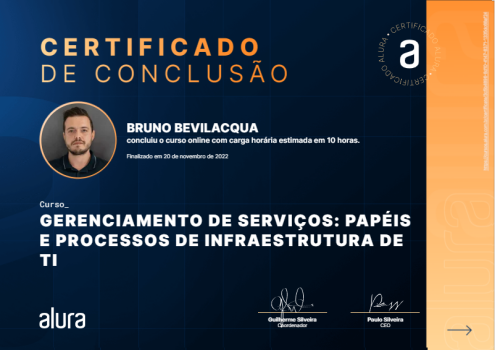 CERTIFICADO
DE CONCLUSÃO
• CERTIFICADO ALURA • CERTIFICADO ALURA
a
BRUNO BEVILACQUA
concluiu o curso online com carga horária estimada em 10 horas.
Finalizado em 20 de novembro de 2022
Curso_
GERENCIAMENTO DE SERVIÇOS: PAPÉIS
E PROCESSOS DE INFRAESTRUTURA DE
TI
alura
Guilherme Silveira
Coordenador
Paulo Silveira
CEO